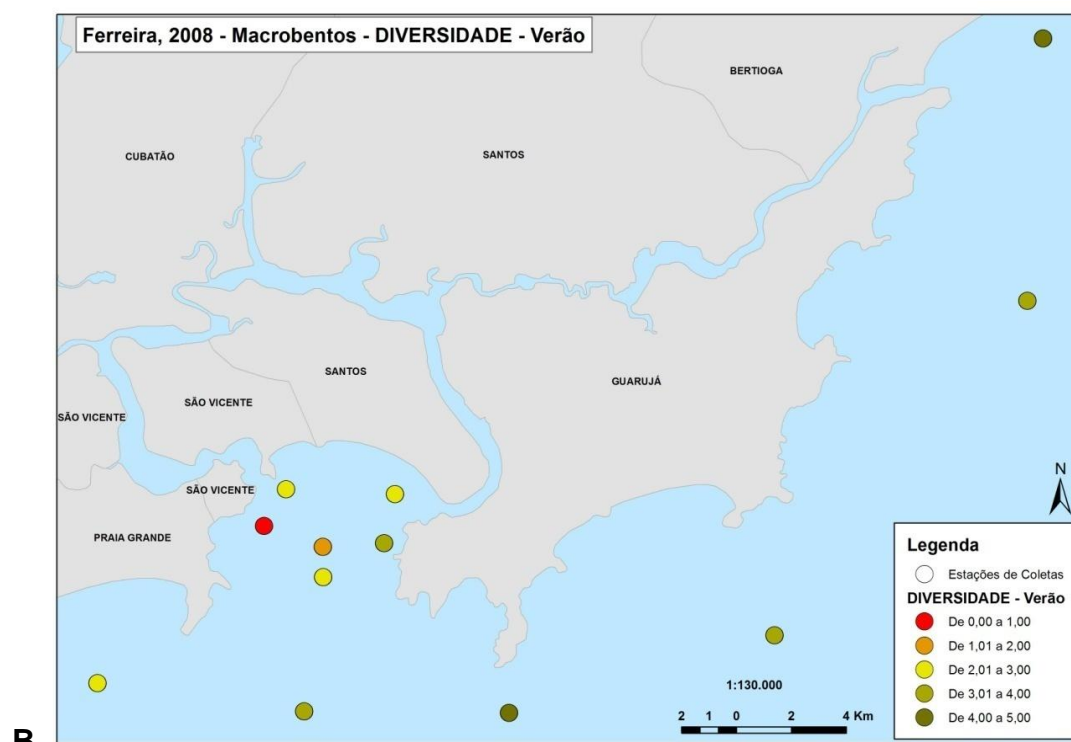 Ferreira, 2008 - Macrobentos - DIVERSIDADE - Verão
BERTIOGA
CUBATÃO
SANTOS
SANTOS
GUARUJÁ
SÃO VICENTE
SÃO VICENTE
SÃO VICENTE
PRAIA GRANDE
N
Legenda
Estações de Coletas
DIVERSIDADE - Verão
De 0,00 a 1,00
De 1,01 a 2,00
De 2,01 a 3,00
De 3,01 a 4,00
De 4,00 a 5,00
1:130.000
2 1 0 2 4 Km
B